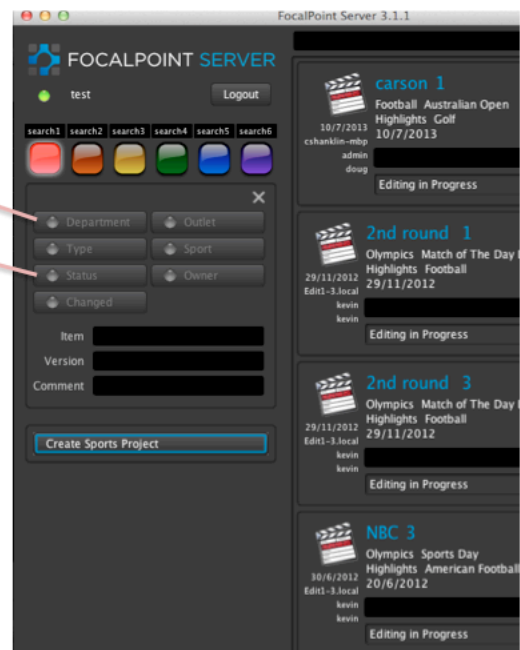 FocalPoint Server 3.1.1
FOCALPOINT SERVER
test
Logout
search1 search2 search3 search4 search5 search6
Department
Outlet
Type
Sport
Status
Owner
Changed
Item
Version
Comment
Create Sports Project
carson 1
Football Australian Open
Highlights Golf
10/7/2013
10/7/2013
cshanklin-mbp
admin
doug
Editing in Progress
2nd round 1
Olympics Match of The Day
Highlights Football
29/11/2012
29/11/2012
Edit1-3.local
kevin
kevin
Editing in Progress
2nd round 3
Olympics Match of The Day
Highlights Football
29/11/2012
29/11/2012
Edit1-3.local
kevin
kevin
Editing in Progress
NBC 3
Olympics Sports Day
Highlights American Football
20/6/2012
30/6/2012
Edit1-3.local
kevin
kevin
Editing in Progress